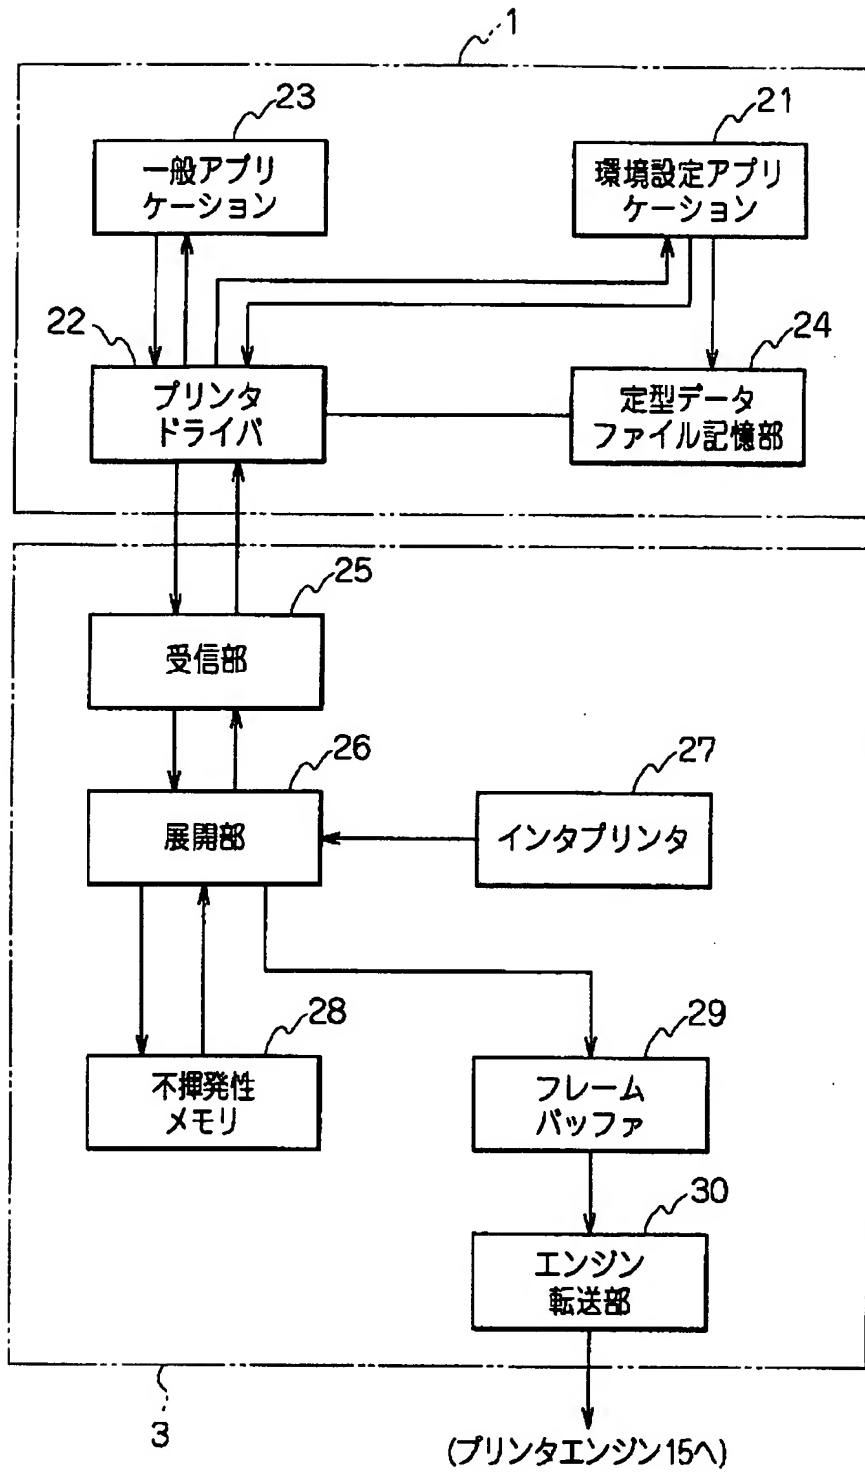 1
23
一般アプリ
ケーション
21
環境設定アプリ
ケーション
22
プリンタ
ドライバ
24
定型データ
ファイル記憶部
25
受信部
26
展開部
27
インタプリンタ
28
不揮発性
メモリ
29
フレーム
バッファ
30
エンジン
転送部
3
(プリンタエンジン15へ)